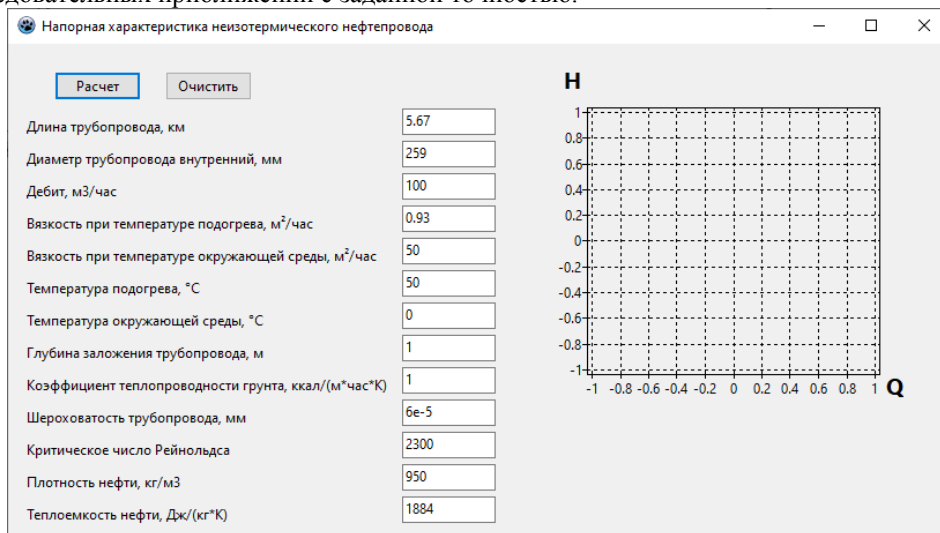 довательных приближений с заданной точностью.
Напорная характеристика неизотермического нефтепровода
Расчет Очистить
Длина трубопровода, км 5.67
Диаметр трубопровода внутренний, мм 259
Дебит, м3/час 100
Вязкость при температуре подогрева, м²/час 0.93
Вязкость при температуре окружающей среды, м²/час 50
Температура подогрева, °C 50
Температура окружающей среды, °C 0
Глубина заложения трубопровода, м 1
Коэффициент теплопроводности грунта, ккал/(м*час*К) 1
Шероховатость трубопровода, мм 6e-5
Критическое число Рейнольдса 2300
Плотность нефти, кг/м3 950
Теплоемкость нефти, Дж/(кг*К) 1884
H
1
0.8
0.6
0.4
0.2
0
-0.2
-0.4
-0.6
-0.8
-1
-1 -0.8 -0.6 -0.4 -0.2 0 0.2 0.4 0.6 0.8 1 Q